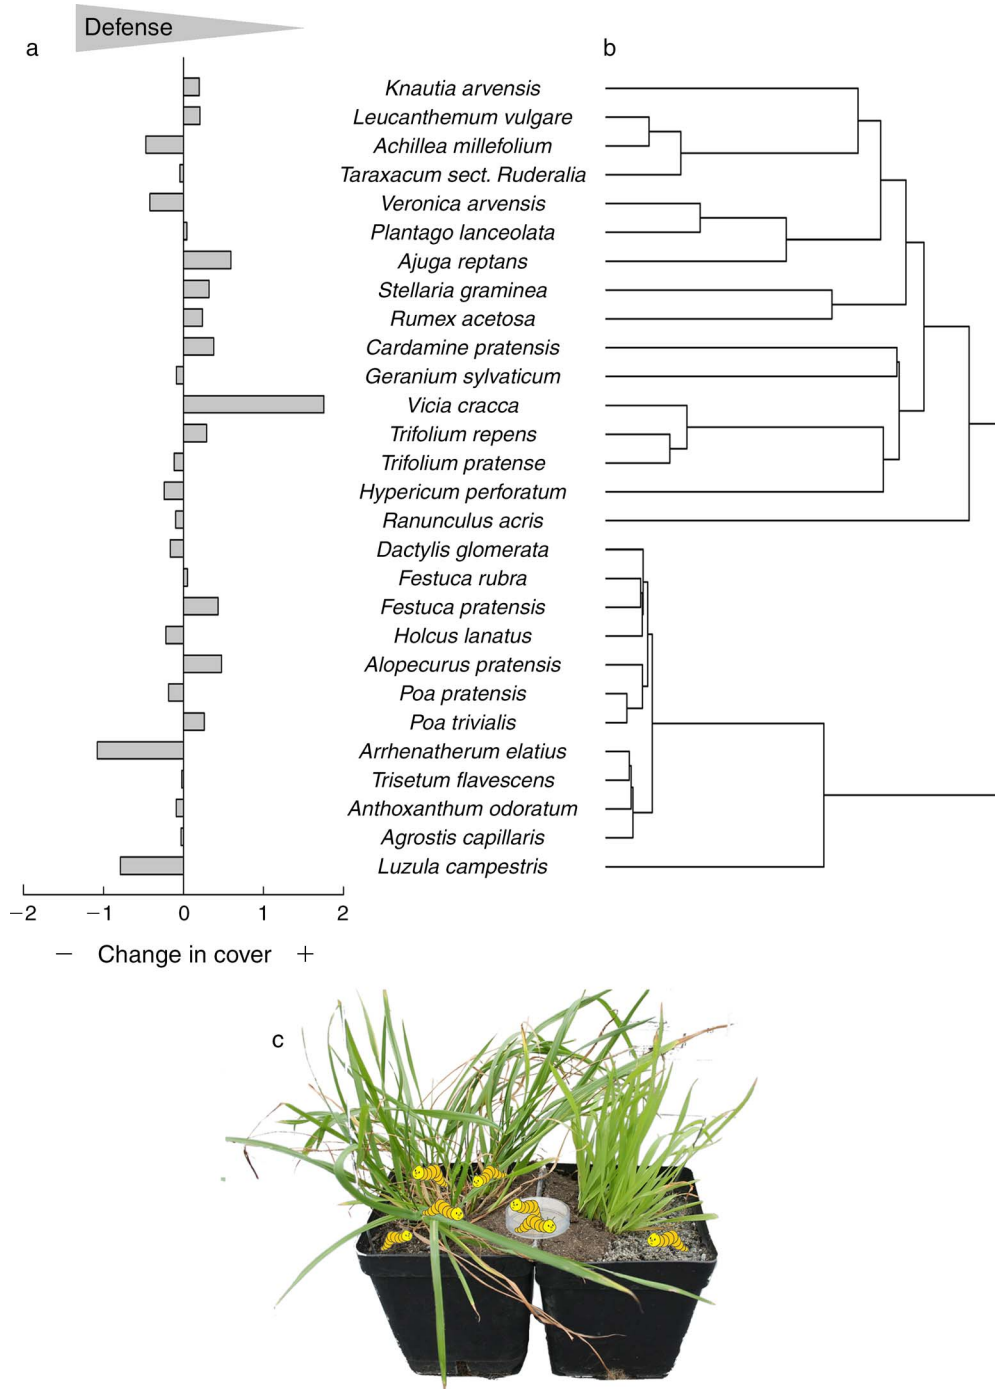 Defense
a
b
Knautia arvensis
Leucanthemum vulgare
Achillea millefolium
Taraxacum sect. Ruderalia
Veronica arvensis
Plantago lanceolata
Ajuga reptans
Stellaria graminea
Rumex acetosa
Cardamine pratensis
Geranium sylvaticum
Vicia cracca
Trifolium repens
Trifolium pratense
Hypericum perforatum
Ranunculus acris
Dactylis glomerata
Festuca rubra
Festuca pratensis
Holcus lanatus
Alopecurus pratensis
Poa pratensis
Poa trivialis
Arrhenatherum elatius
Trisetum flavescens
Anthoxanthum odoratum
Agrostis capillaris
Luzula campestris
−2 −1 0 1 2
− Change in cover +
c